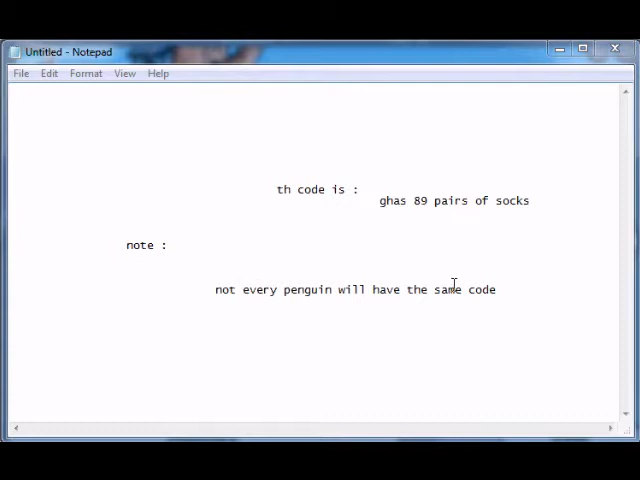 Untitled - Notepad
File Edit Format View Help
th code is :
ghas 89 pairs of socks
note :
not every penguin will have the same code